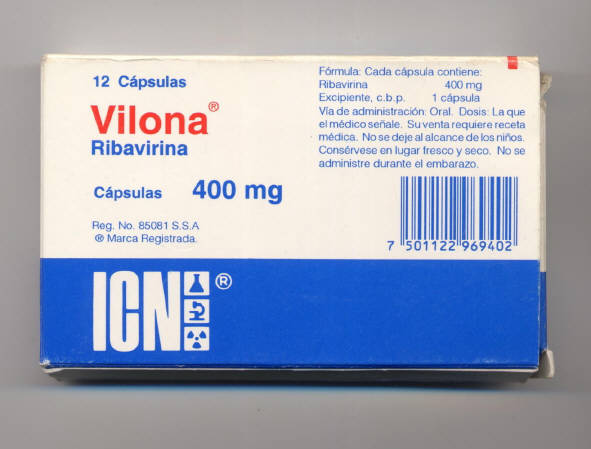 12 Cápsulas
Vilona®
Ribavirina
Cápsulas 400 mg
Reg. No. 85081 S.S.A
® Marca Registrada.
Fórmula: Cada cápsula contiene:
Ribavirina 400 mg
Excipiente, c.b.p. 1 cápsula
Vía de administración: Oral. Dosis: La que
el médico señale. Su venta requiere receta
médica. No se deje al alcance de los niños.
Consérvese en lugar fresco y seco. No se
administre durante el embarazo.
7 501122 969402
ICN®